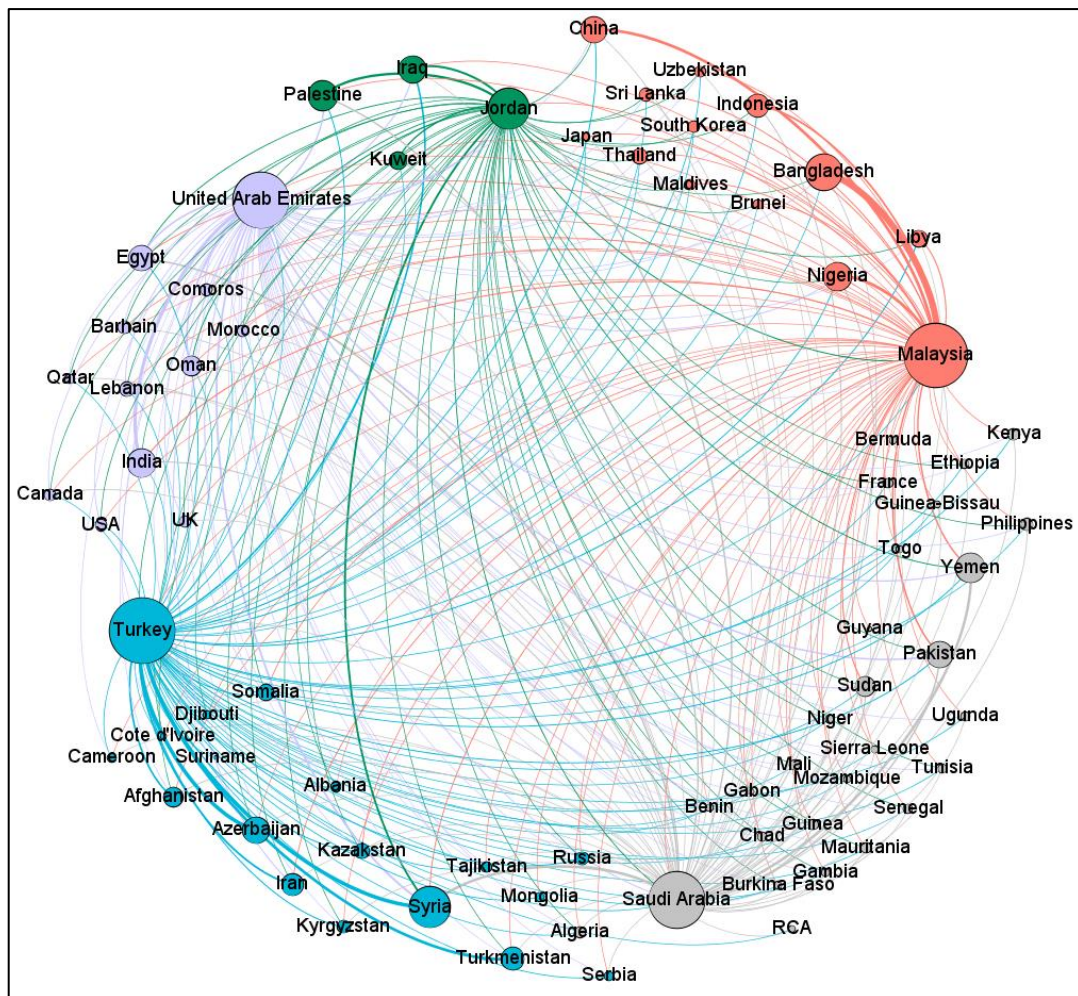 China
Iraq
Uzbekistan
Palestine
Sri Lanka
Indonesia
Jordan
South Korea
Japan
Kuweit
Thailand
Bangladesh
Maldives
United Arab Emirates
Brunei
Libya
Egypt
Nigeria
Comoros
Barhain
Morocco
Malaysia
Oman
Qatar
Lebanon
Kenya
Bermuda
India
Ethiopia
France
Canada
Guinea-Bissau
USA
UK
Philippines
Togo
Yemen
Turkey
Guyana
Pakistan
Somalia
Sudan
Djibouti
Niger
Ugunda
Cote d'Ivoire
Cameroon
Suriname
Sierra Leone
Mali
Tunisia
Mozambique
Albania
Gabon
Afghanistan
Benin
Senegal
Azerbaijan
Guinea
Chad
Mauritania
Kazakstan
Russia
Tajikistan
Gambia
Iran
Burkina Faso
Mongolia
Saudi Arabia
Syria
Kyrgyzstan
RCA
Algeria
Turkmenistan
Serbia